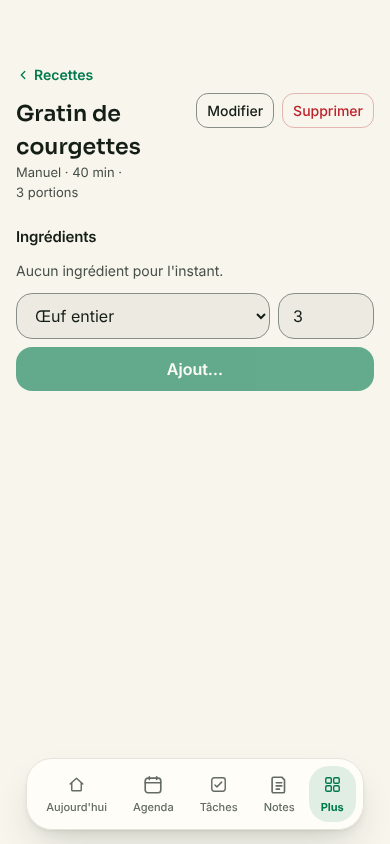 Recettes
Gratin de
courgettes
Modifier
Supprimer
Manuel · 40 min ·
3 portions
Ingrédients
Aucun ingrédient pour l'instant.
Œuf entier
3
Ajout...
Aujourd'hui
Agenda
Tâches
Notes
Plus